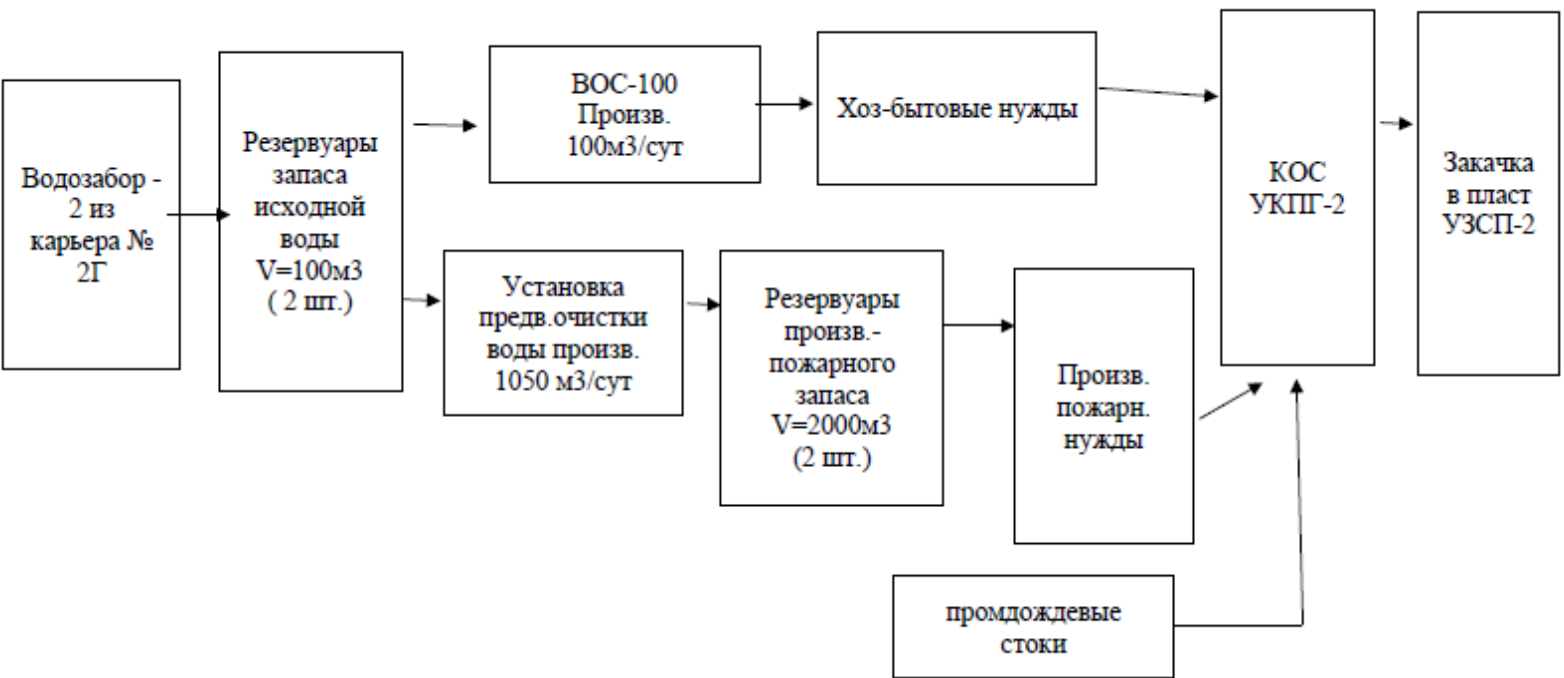 Водозабор -
2 из
карьера №
2Г
Резервуары
запаса
исходной
воды
V=100м3
( 2 шт.)
ВОС-100
Произв.
100м3/сут
Хоз-бытовые нужды
Установка
предв.очистки
воды произв.
1050 м3/сут
Резервуары
произв.-
пожарного
запаса
V=2000м3
(2 шт.)
Произв.
пожарн.
нужды
промдождевые
стоки
КОС
УКПГ-2
Закачка
в пласт
УЗСП-2